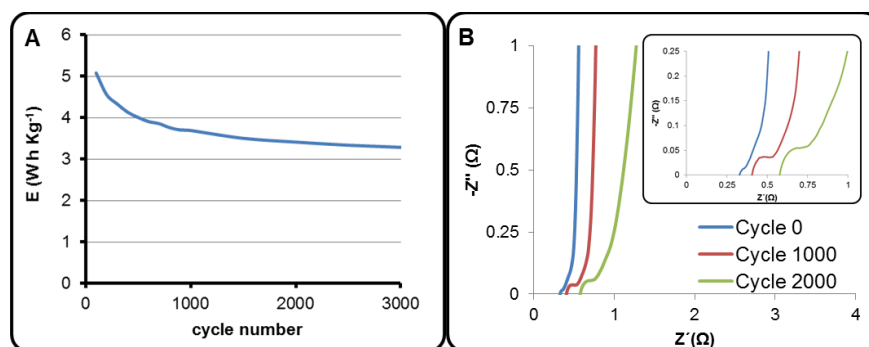 A
6
5
4
3
2
1
0
E (W h Kg⁻¹)
0 1000 2000 3000
cycle number
B
1
0.75
0.5
0.25
0
-Z'' (Ω)
0 1 2 3 4
Z´(Ω)
0.25
0.2
0.15
0.1
0.05
0
-Z'' (Ω)
0 0.25 0.5 0.75 1
Z´(Ω)
Cycle 0
Cycle 1000
Cycle 2000